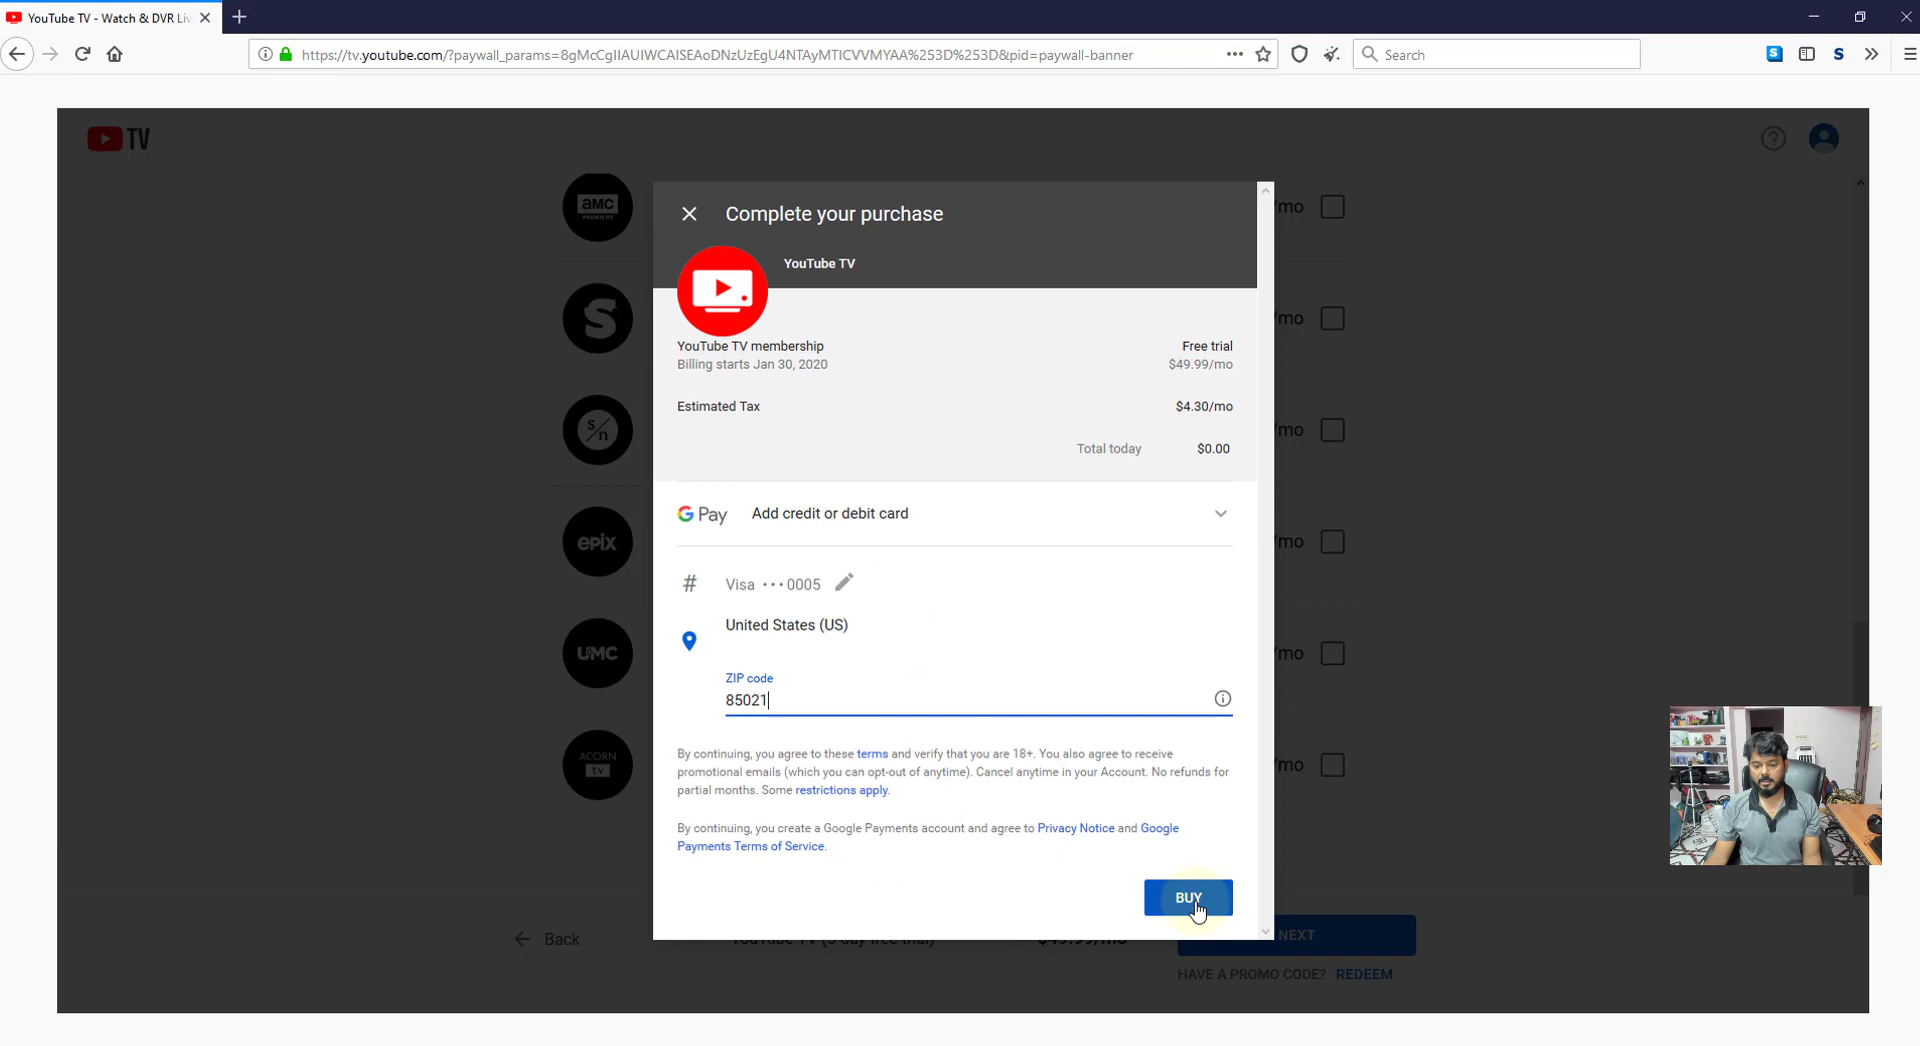 YouTube TV - Watch & DVR Liv
https://tv.youtube.com/?paywall_params=8gMcCgIIAUIWCAISEAoDNzUzEgU4NTAyMTICVVMYAA%253D%253D&pid=paywall-banner
Search
S
S
TV
AMC
PREMIERE
/mo
S
/mo
s/n
/mo
epix
/mo
UMC
/mo
ACORN
tv
/mo
Complete your purchase
YouTube TV
YouTube TV membership
Free trial
Billing starts Jan 30, 2020
$49.99/mo
Estimated Tax
$4.30/mo
Total today
$0.00
G Pay
Add credit or debit card
#
Visa ••• 0005
United States (US)
ZIP code
85021
By continuing, you agree to these terms and verify that you are 18+. You also agree to receive
promotional emails (which you can opt-out of anytime). Cancel anytime in your Account. No refunds for
partial months. Some restrictions apply.
By continuing, you create a Google Payments account and agree to Privacy Notice and Google
Payments Terms of Service.
BUY
Back
NEXT
HAVE A PROMO CODE? REDEEM